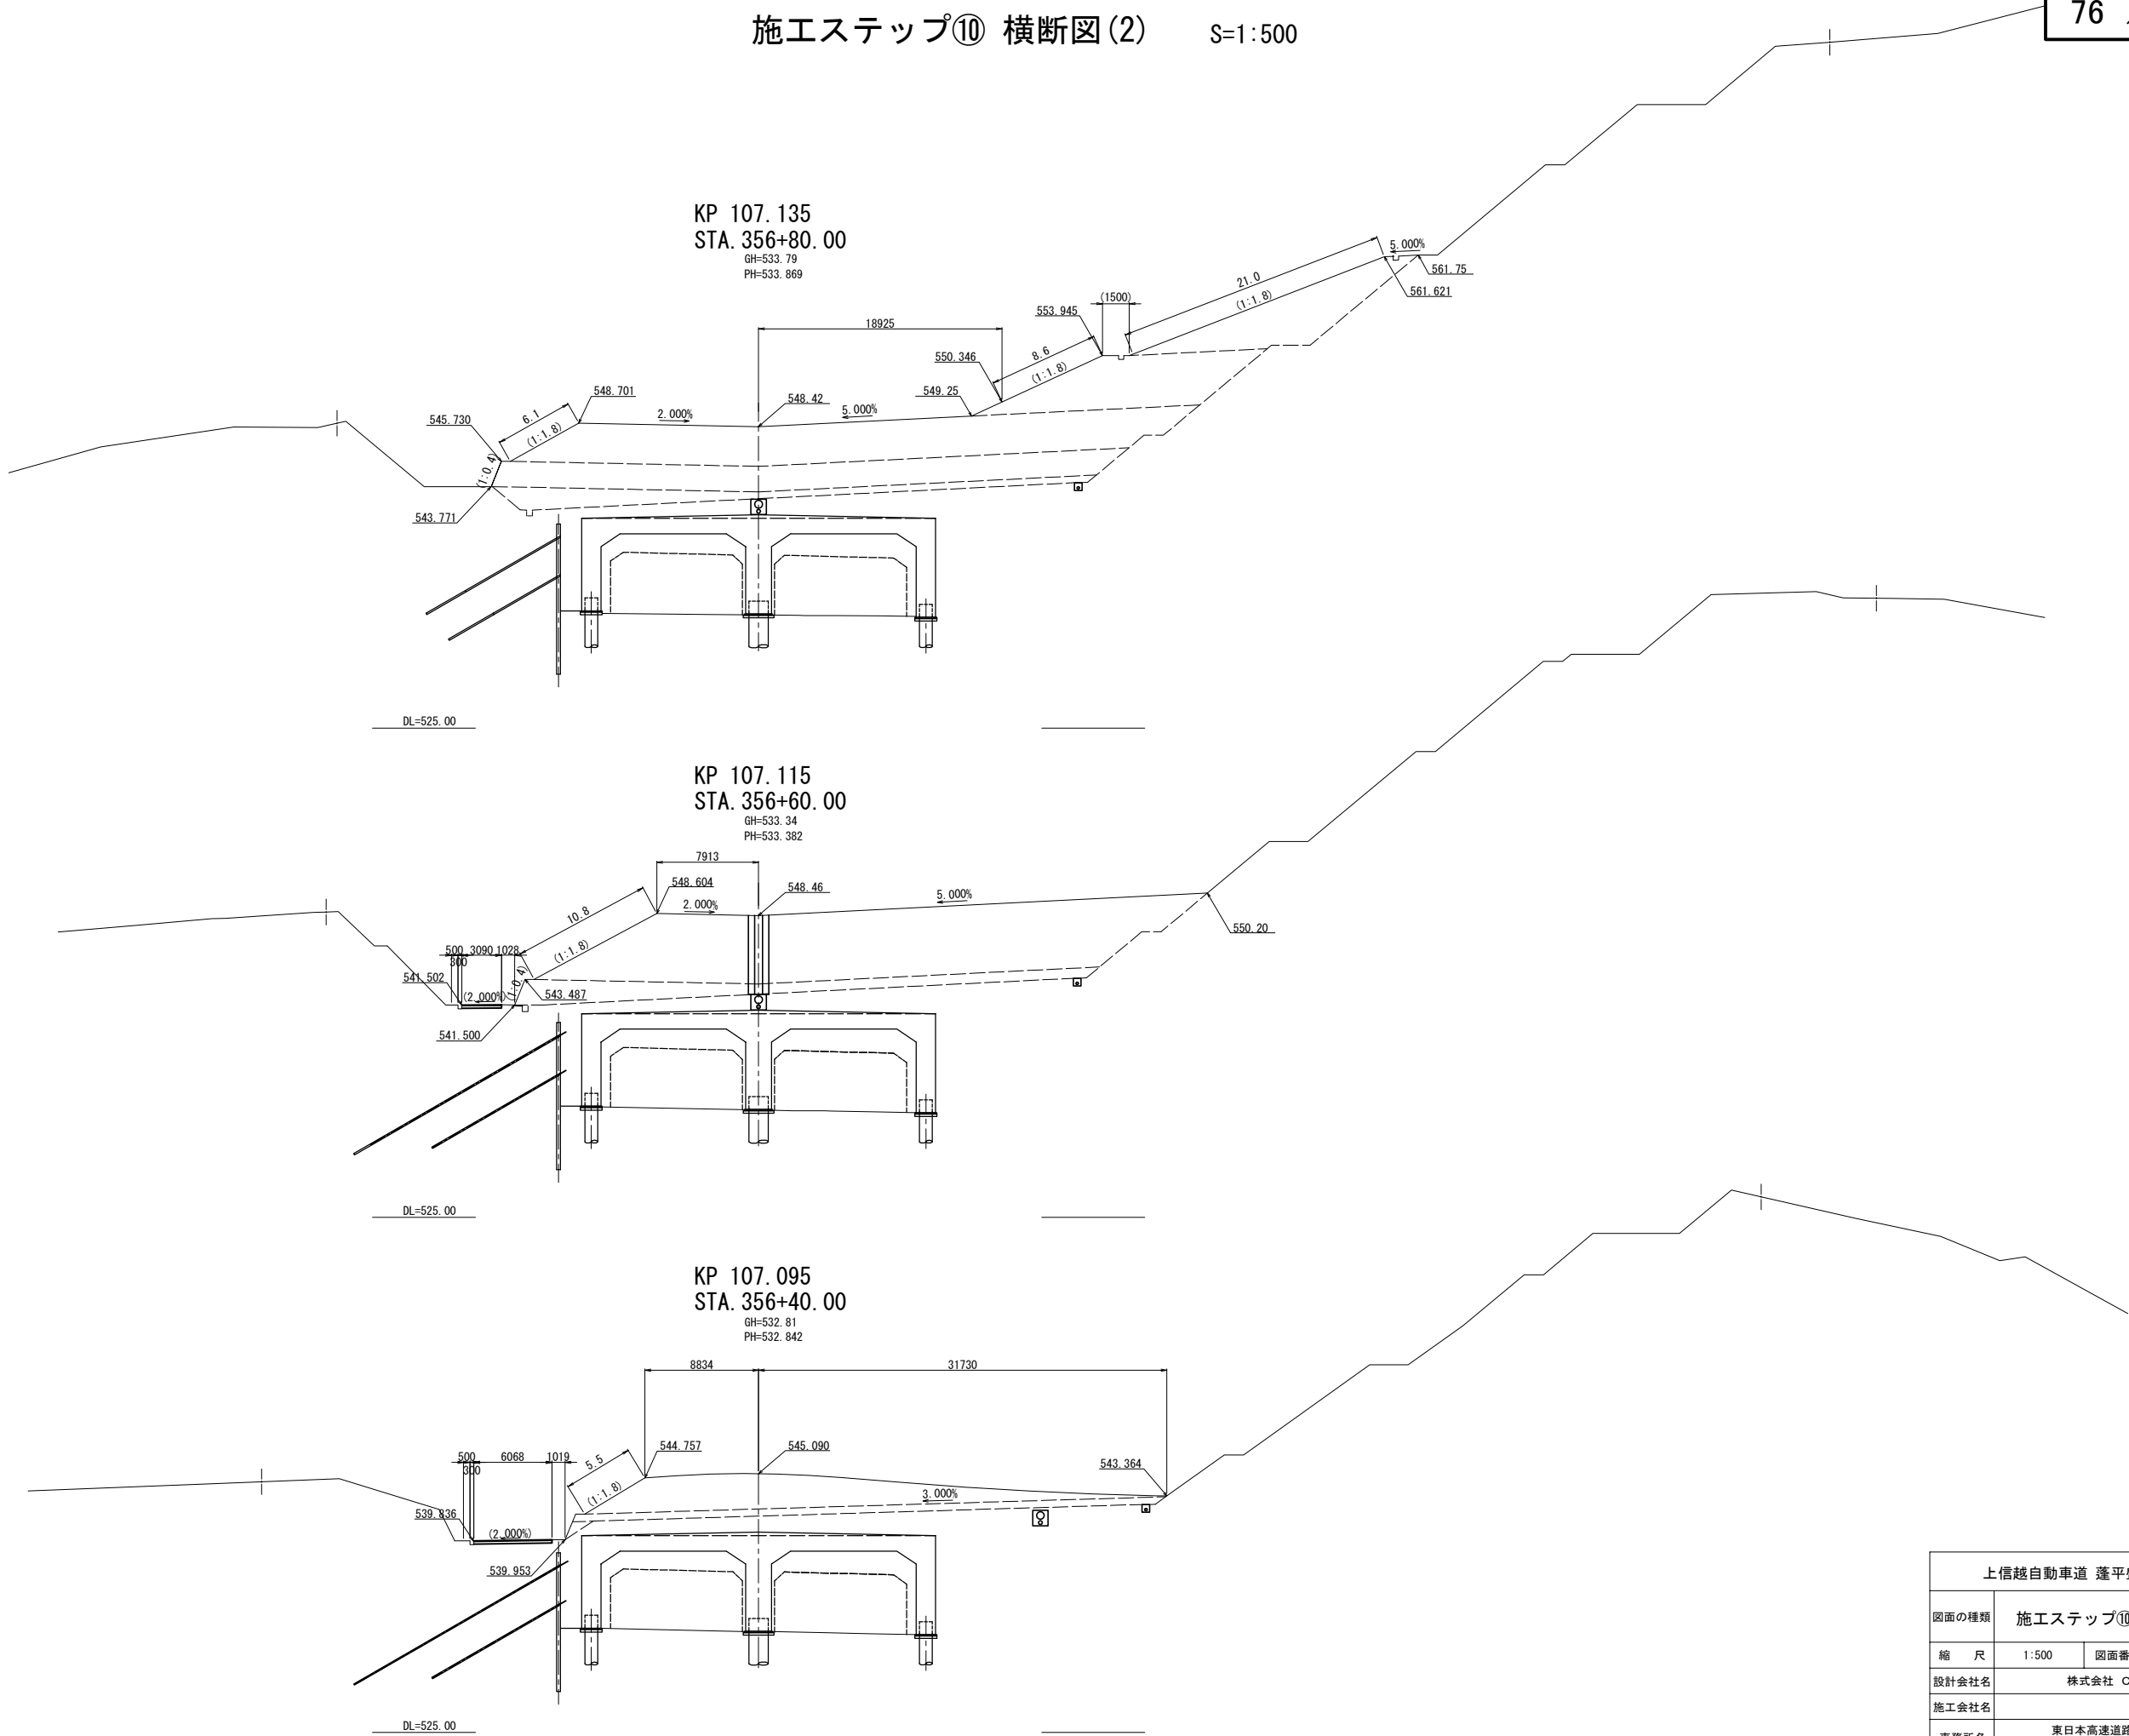 施工ステップ⑩ 横断図(2) S=1:500
76
KP 107.135
STA.356+80.00
GH=533.79
PH=533.869
5.000%
561.75
561.621
21.0
(1:1.8)
(1500)
553.945
18925
8.6
(1:1.8)
550.346
549.25
548.701
548.42
2.000%
5.000%
6.1
(1:1.8)
545.730
(1:0.4)
543.771
DL=525.00
KP 107.115
STA.356+60.00
GH=533.34
PH=533.382
7913
548.604
548.46
2.000%
5.000%
10.8
(1:1.8)
550.20
500 3090 1028
300
541.502
(2.000%)
(1:0.4)
543.487
541.500
DL=525.00
KP 107.095
STA.356+40.00
GH=532.81
PH=532.842
8834
31730
544.757
545.090
543.364
5.5
(1:1.8)
3.000%
500 6068 1019
300
539.836
(2.000%)
539.953
DL=525.00
上信越自動車道 蓬平
図面の種類 施工ステップ⑩
縮 尺 1:500 図面番
設計会社名 株式会社
施工会社名
東日本高速道路